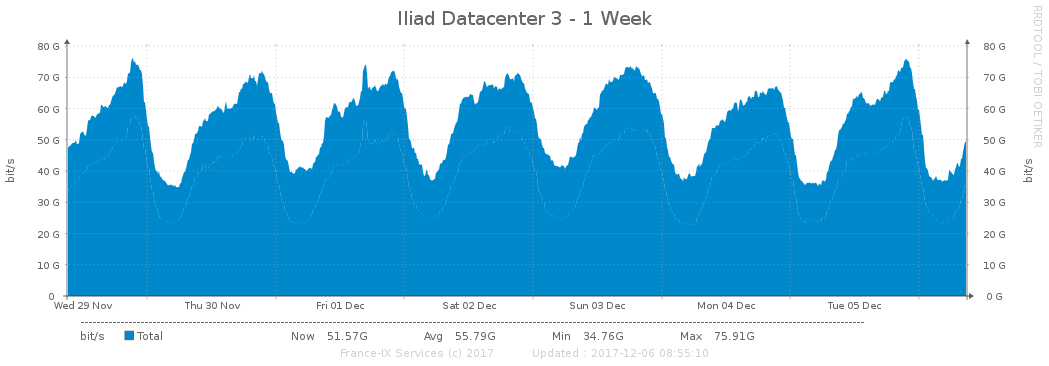 Iliad Datacenter 3 - 1 Week
RRDTOOL / TOBI OETIKER
80 G 80 G
70 G 70 G
60 G 60 G
50 G 50 G
40 G 40 G
30 G 30 G
20 G 20 G
10 G 10 G
0 0 G
bit/s
bit/s
Wed 29 Nov Thu 30 Nov Fri 01 Dec Sat 02 Dec Sun 03 Dec Mon 04 Dec Tue 05 Dec
bit/s Total Now 51.57G Avg 55.79G Min 34.76G Max 75.91G
France-IX Services (c) 2017 Updated : 2017-12-06 08:55:10